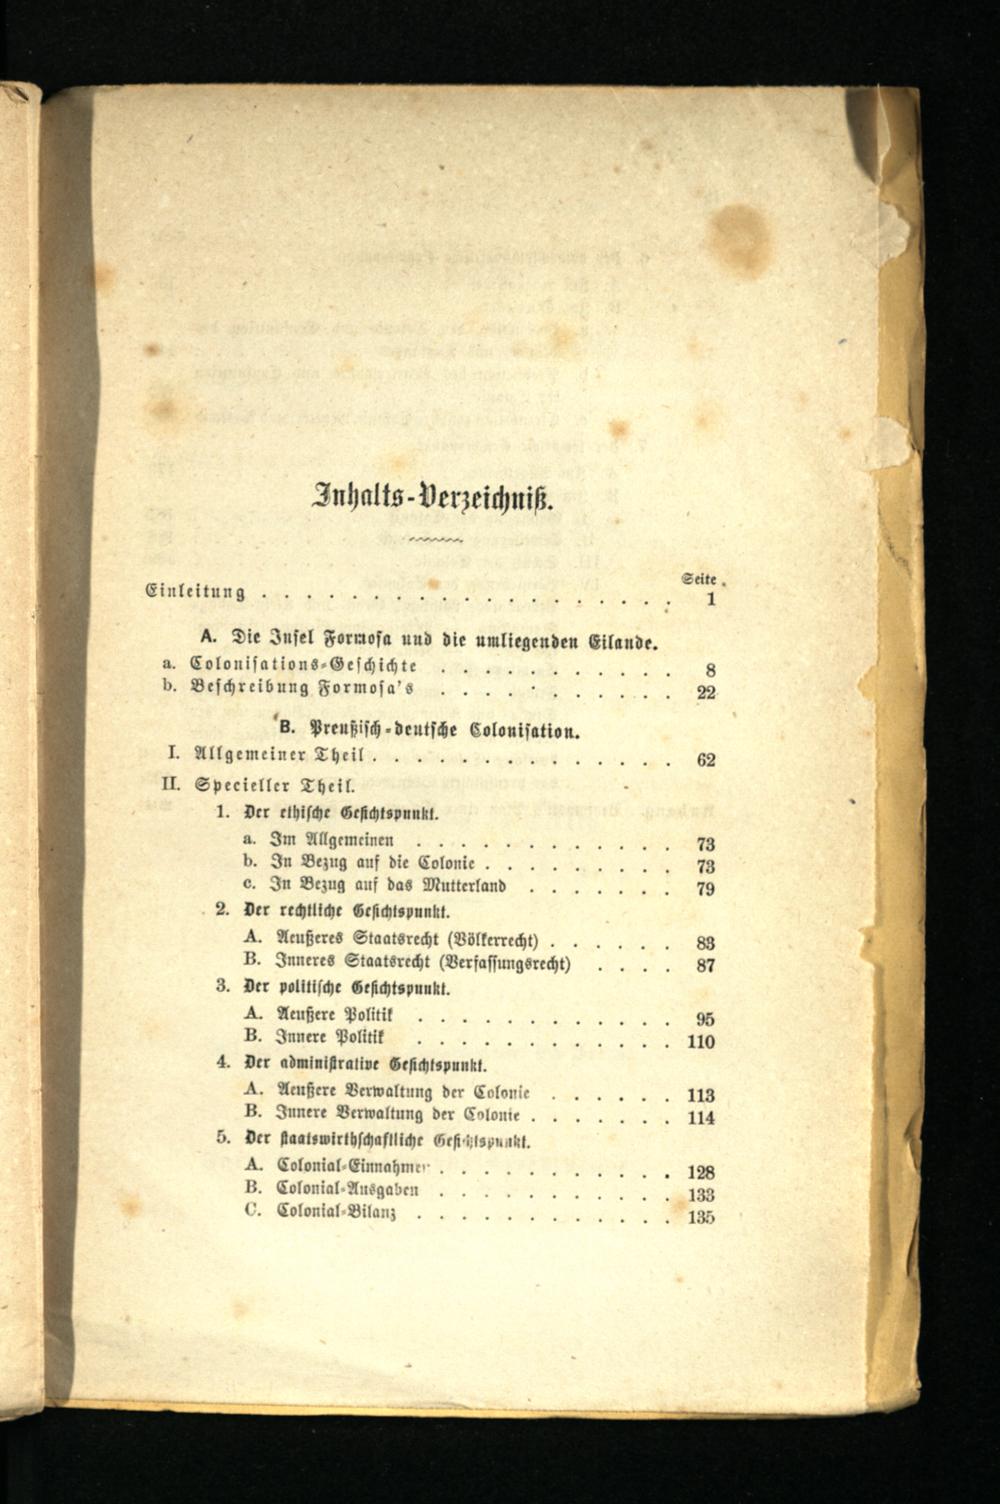 Inhalts-Verzeichniß.
Seite
Einleitung . . . . . . . . . . . . . . . . . . . 1
A. Die Insel Formosa und die umliegenden Eilande.
a. Colonisations-Geschichte . . . . . . . . . . . 8
b. Beschreibung Formosa's . . . . . . . . . . . 22
B. Preußisch-deutsche Colonisation.
I. Allgemeiner Theil . . . . . . . . . . . . . . 62
II. Specieller Theil.
1. Der ethische Gesichtspunkt.
a. Im Allgemeinen . . . . . . . . . . . . 73
b. In Bezug auf die Colonie . . . . . . . . . 73
c. In Bezug auf das Mutterland . . . . . . . 79
2. Der rechtliche Gesichtspunkt.
A. Aeußeres Staatsrecht (Völkerrecht) . . . . . . 83
B. Inneres Staatsrecht (Verfassungsrecht) . . . . 87
3. Der politische Gesichtspunkt.
A. Aeußere Politik . . . . . . . . . . . . 95
B. Innere Politik . . . . . . . . . . . . 110
4. Der administrative Gesichtspunkt.
A. Aeußere Verwaltung der Colonie . . . . . . 113
B. Innere Verwaltung der Colonie . . . . . . . 114
5. Der staatswirthschaftliche Gesichtspunkt.
A. Colonial-Einnahmen . . . . . . . . . . . 128
B. Colonial-Ausgaben . . . . . . . . . . . 133
C. Colonial-Bilanz . . . . . . . . . . . . 135